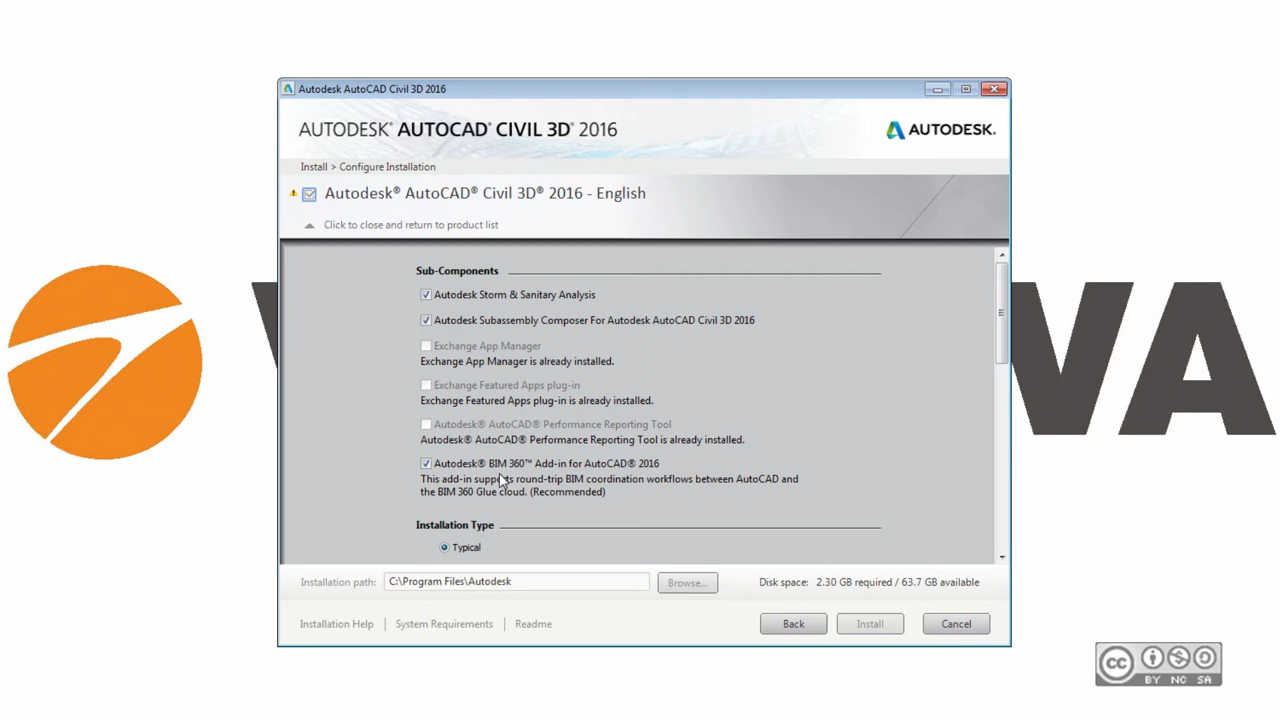 Autodesk AutoCAD Civil 3D 2016
AUTODESK® AUTOCAD® CIVIL 3D® 2016
AUTODESK.
Install > Configure Installation
Autodesk® AutoCAD® Civil 3D® 2016 - English
Click to close and return to product list
Sub-Components
Autodesk Storm & Sanitary Analysis
Autodesk Subassembly Composer For Autodesk AutoCAD Civil 3D 2016
Exchange App Manager
Exchange App Manager is already installed.
Exchange Featured Apps plug-in
Exchange Featured Apps plug-in is already installed.
Autodesk® AutoCAD® Performance Reporting Tool
Autodesk® AutoCAD® Performance Reporting Tool is already installed.
Autodesk® BIM 360™ Add-in for AutoCAD® 2016
This add-in supports round-trip BIM coordination workflows between AutoCAD and
the BIM 360 Glue cloud. (Recommended)
Installation Type
Typical
Installation path: C:\Program Files\Autodesk Browse... Disk space: 2.30 GB required / 63.7 GB available
Installation Help System Requirements Readme Back Install Cancel
WA
cc
BY NC SA